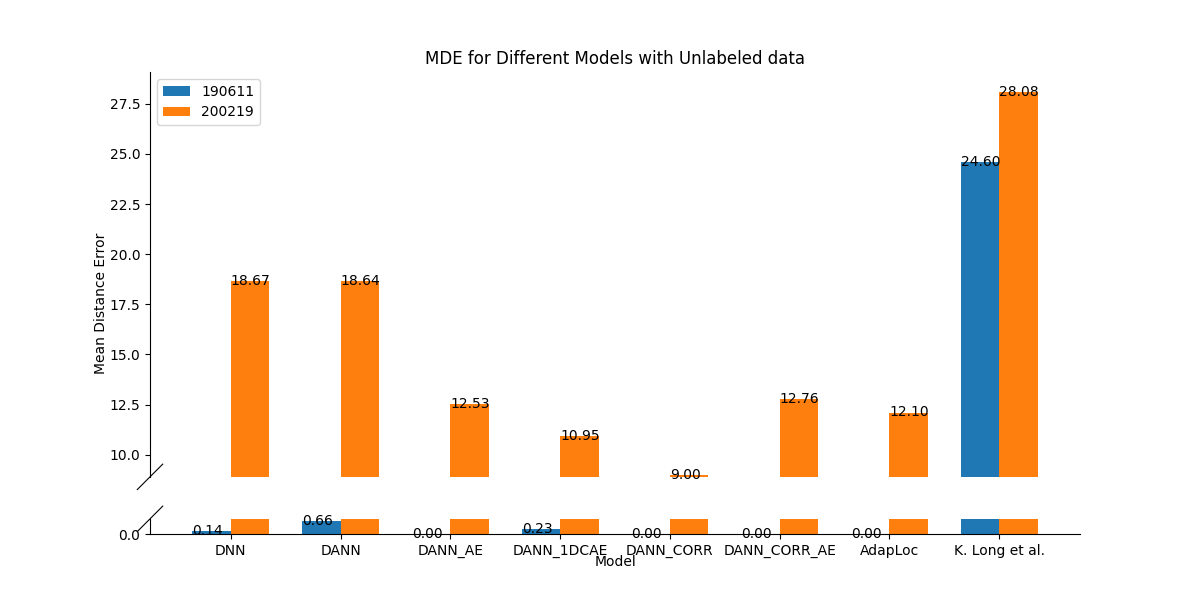 MDE for Different Models with Unlabeled data
190611
200219
Mean Distance Error
27.5
25.0
22.5
20.0
17.5
15.0
12.5
10.0
0.0
28.08
24.60
18.67
18.64
12.53
10.95
9.00
12.76
12.10
0.14
0.66
0.00
0.23
0.00
0.00
0.00
DNN
DANN
DANN_AE
DANN_1DCAE
DANN_CORR
DANN_CORR_AE
AdapLoc
K. Long et al.
Model